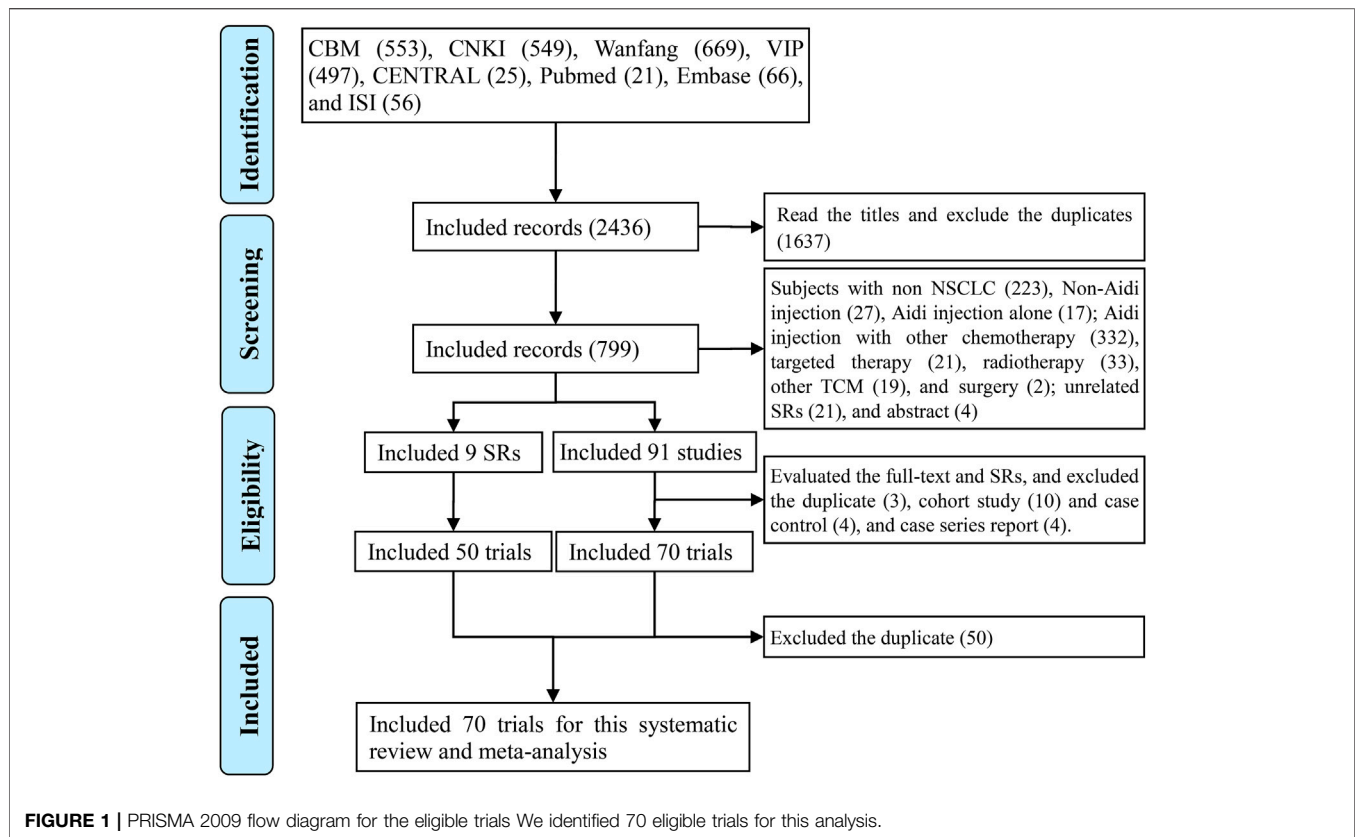 Identification
CBM (553), CNKI (549), Wanfang (669), VIP
(497), CENTRAL (25), Pubmed (21), Embase (66),
and ISI (56)
Screening
Included records (2436)
Read the titles and exclude the duplicates
(1637)
Included records (799)
Subjects with non NSCLC (223), Non-Aidi
injection (27), Aidi injection alone (17); Aidi
injection with other chemotherapy (332),
targeted therapy (21), radiotherapy (33),
other TCM (19), and surgery (2); unrelated
SRs (21), and abstract (4)
Eligibility
Included 9 SRs
Included 91 studies
Evaluated the full-text and SRs, and excluded
the duplicate (3), cohort study (10) and case
control (4), and case series report (4).
Included 50 trials
Included 70 trials
Included
Excluded the duplicate (50)
Included 70 trials for this systematic
review and meta-analysis
FIGURE 1 | PRISMA 2009 flow diagram for the eligible trials We identified 70 eligible trials for this analysis.